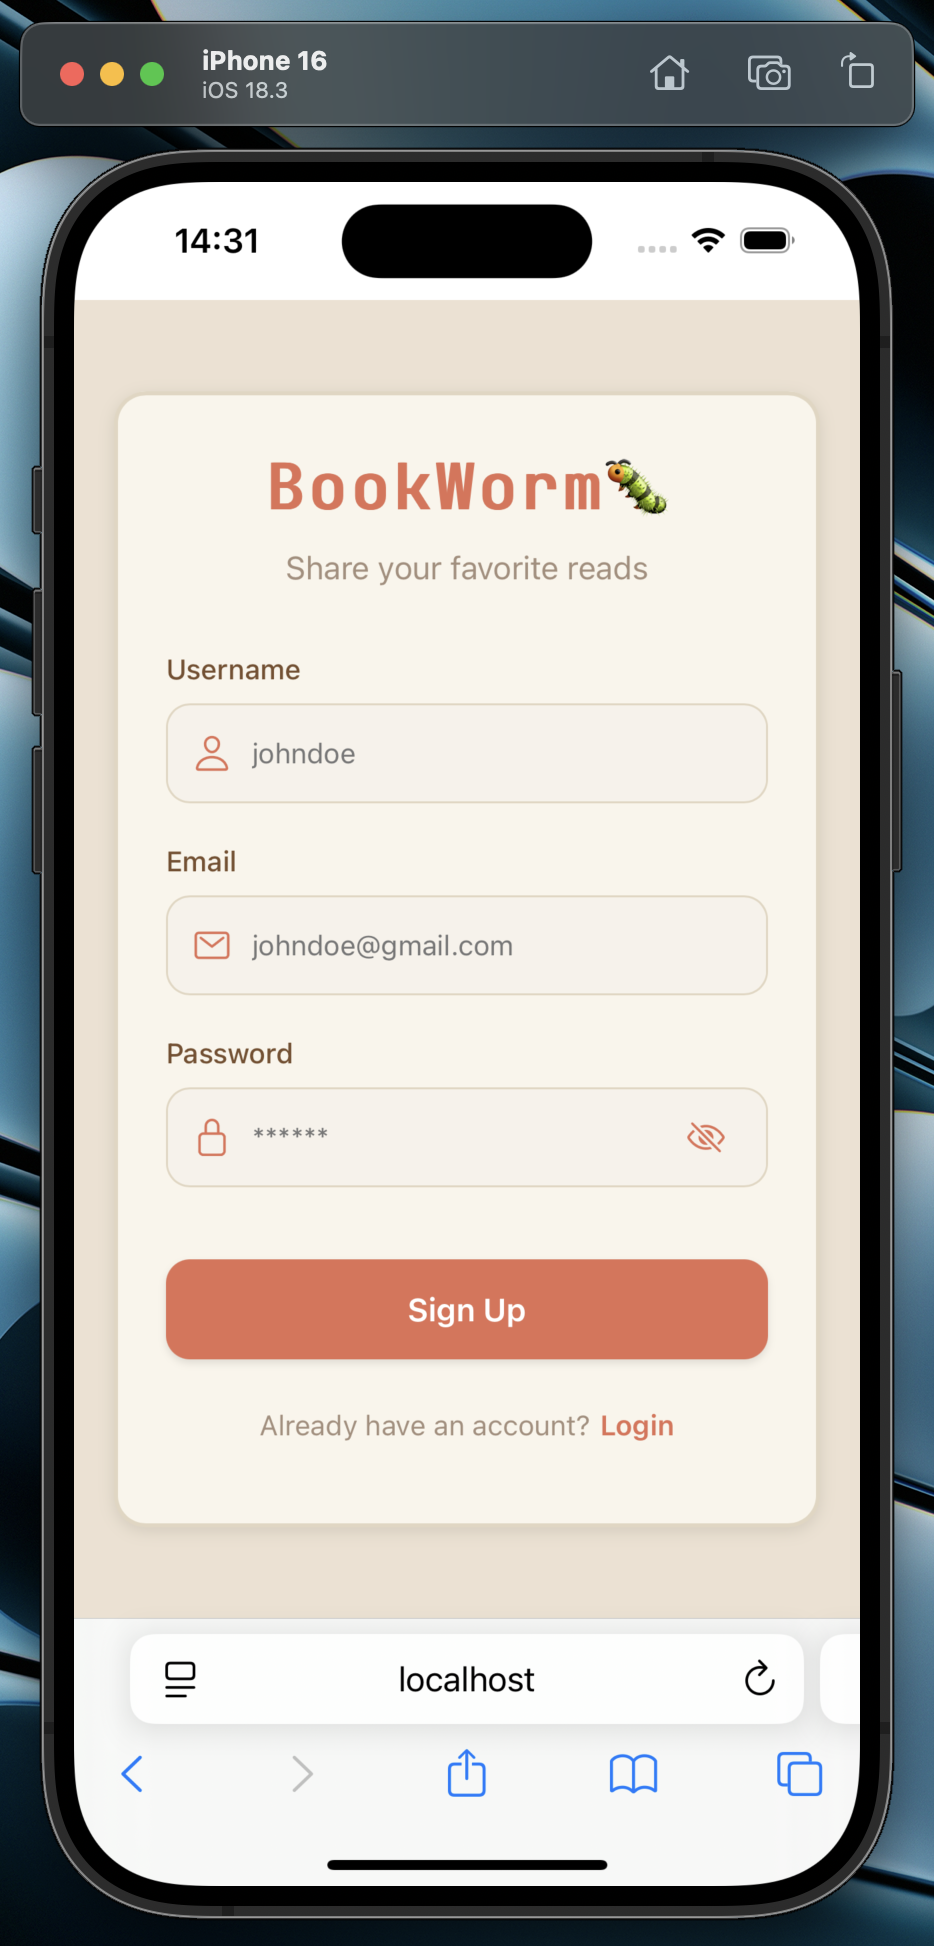 iPhone 16
iOS 18.3
14:31
BookWorm🐛
Share your favorite reads
Username
johndoe
Email
johndoe@gmail.com
Password
******
Sign Up
Already have an account? Login
localhost